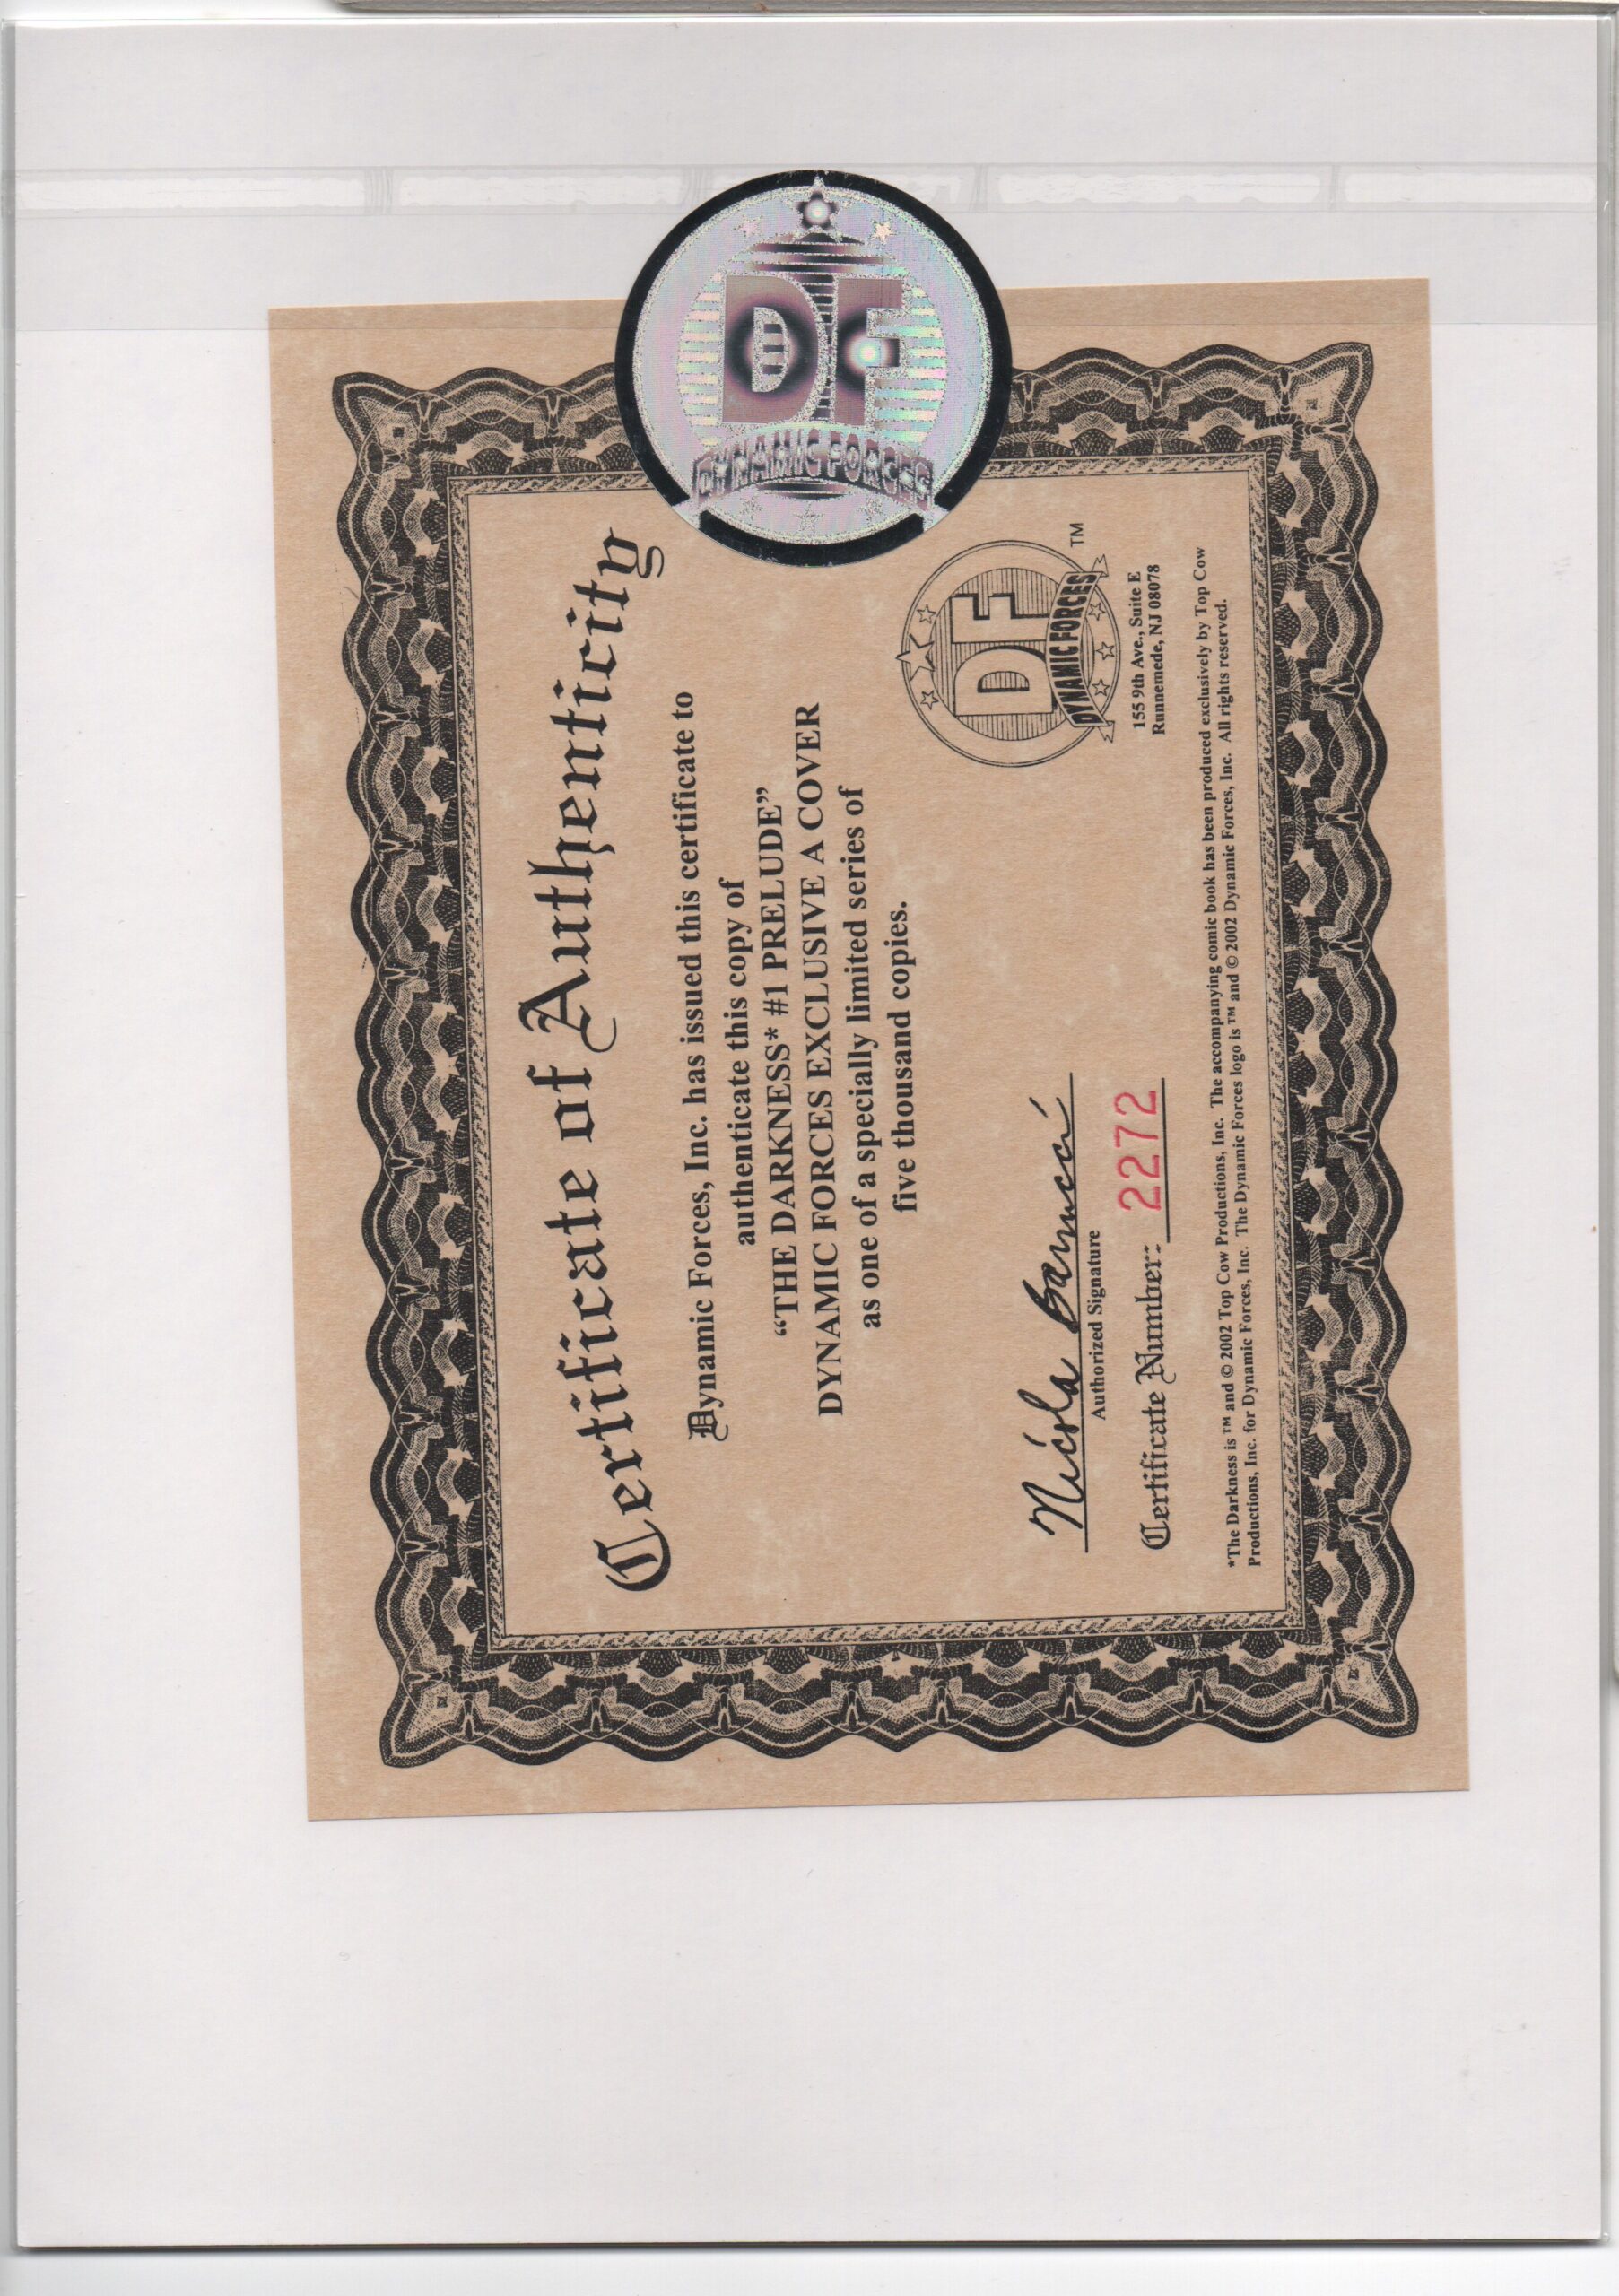 DF
DYNAMIC FORCES
Certificate of Authenticity
Dynamic Forces, Inc. has issued this certificate to
authenticate this copy of
“THE DARKNESS* #1 PRELUDE”
DYNAMIC FORCES EXCLUSIVE A COVER
as one of a specially limited series of
five thousand copies.
Nicola Barrucci
Authorized Signature
Certificate Number: 2272
DF
DYNAMIC FORCES
TM
155 9th Ave., Suite E
Runnemede, NJ 08078
*The Darkness is ™ and © 2002 Top Cow Productions, Inc. The accompanying comic book has been produced exclusively by Top Cow
Productions, Inc. for Dynamic Forces, Inc. The Dynamic Forces logo is ™ and © 2002 Dynamic Forces, Inc. All rights reserved.